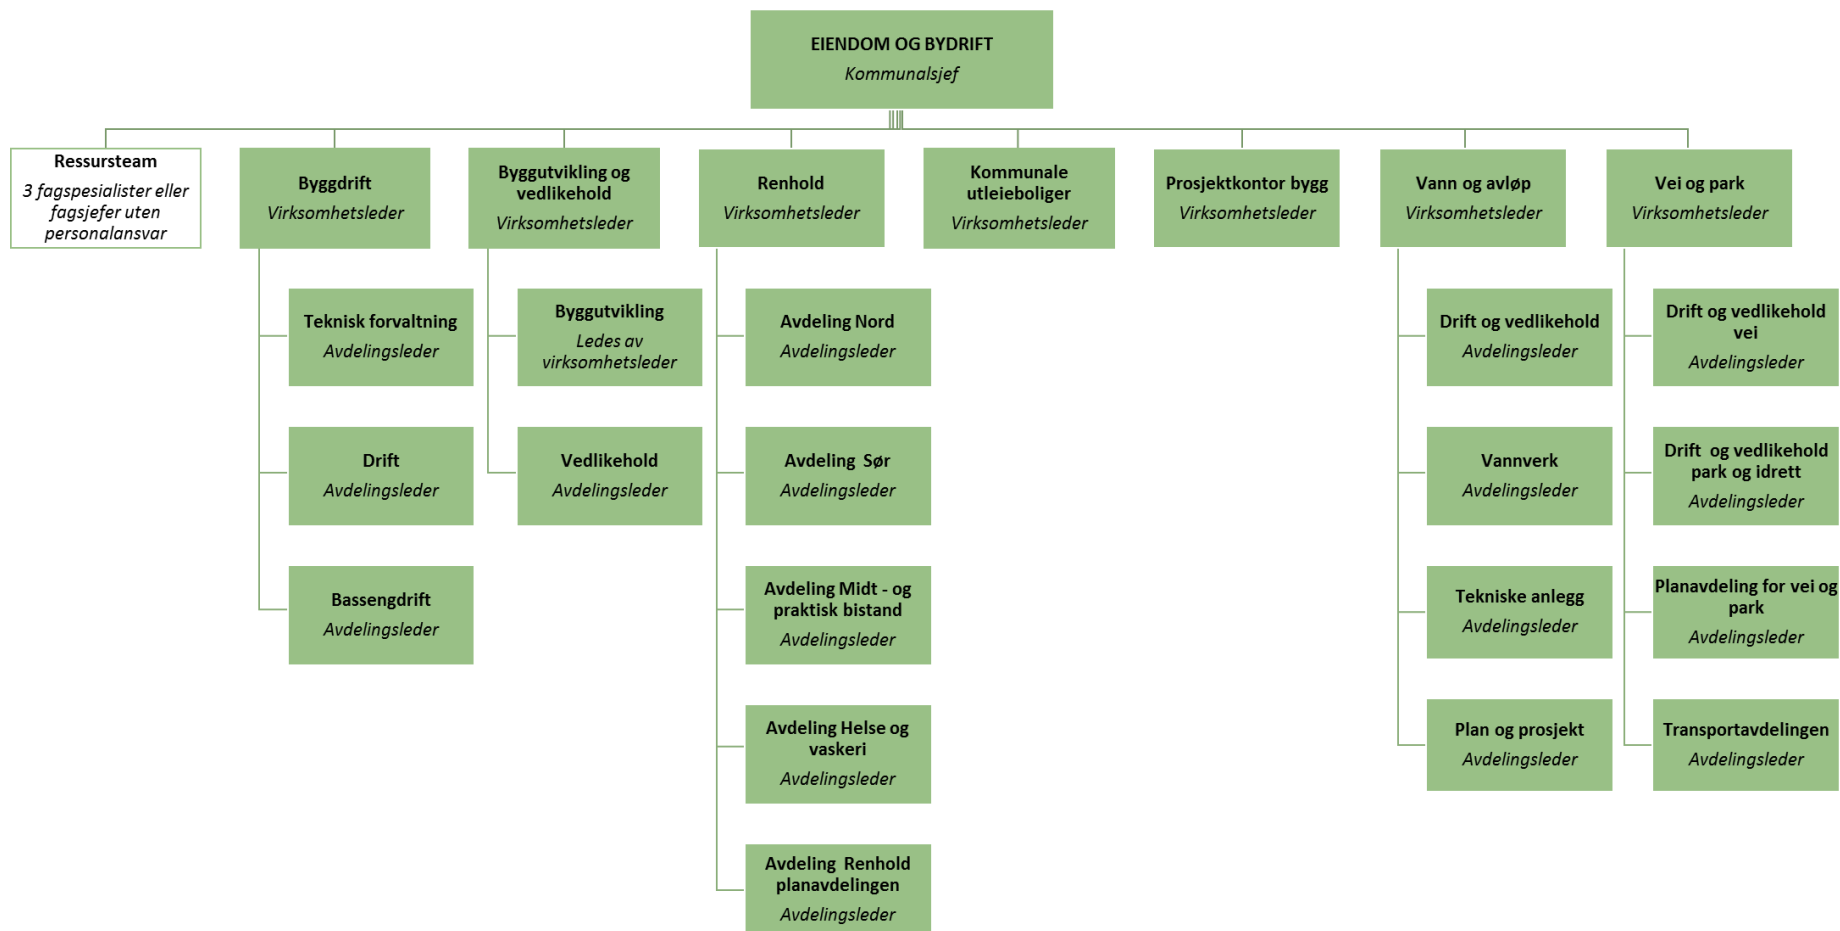 EIENDOM OG BYDRIFT
Kommunalsjef
Ressursteam
3 fagspesialister eller
fagsjefer uten
personalansvar
Byggdrift
Virksomhetsleder
Teknisk forvaltning
Avdelingsleder
Drift
Avdelingsleder
Bassengdrift
Avdelingsleder
Byggutvikling og
vedlikehold
Virksomhetsleder
Byggutvikling
Ledes av
virksomhetsleder
Vedlikehold
Avdelingsleder
Renhold
Virksomhetsleder
Avdeling Nord
Avdelingsleder
Avdeling  Sør
Avdelingsleder
Avdeling Midt - og
praktisk bistand
Avdelingsleder
Avdeling Helse og
vaskeri
Avdelingsleder
Avdeling  Renhold
planavdelingen
Avdelingsleder
Kommunale
utleieboliger
Virksomhetsleder
Prosjektkontor bygg
Virksomhetsleder
Vann og avløp
Virksomhetsleder
Drift og vedlikehold
Avdelingsleder
Vannverk
Avdelingsleder
Tekniske anlegg
Avdelingsleder
Plan og prosjekt
Avdelingsleder
Vei og park
Virksomhetsleder
Drift og vedlikehold
vei
Avdelingsleder
Drift  og vedlikehold
park og idrett
Avdelingsleder
Planavdeling for vei og
park
Avdelingsleder
Transportavdelingen
Avdelingsleder